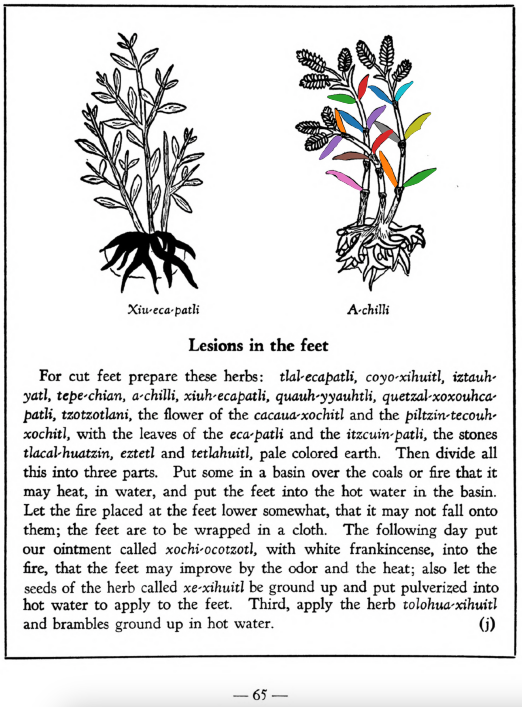 Xiu-eca-patli
A-chilli
Lesions in the feet
For cut feet prepare these herbs: tlal-ecapatli, coyo-xihuitl, iztauh-
yatl, tepe-chian, a-chilli, xiuh-ecapatli, quauh-yyauhtli, quetzal-xoxouhca-
patli, tzotzotlani, the flower of the cacaua-xochitl and the piltzin-tecouh-
xochitl, with the leaves of the eca-patli and the itzcuin-patli, the stones
tlacal-huatzin, eztetl and tetlahuitl, pale colored earth. Then divide all
this into three parts. Put some in a basin over the coals or fire that it
may heat, in water, and put the feet into the hot water in the basin.
Let the fire placed at the feet lower somewhat, that it may not fall onto
them; the feet are to be wrapped in a cloth. The following day put
our ointment called xochi-ocotzotl, with white frankincense, into the
fire, that the feet may improve by the odor and the heat; also let the
seeds of the herb called xe-xihuitl be ground up and put pulverized into
hot water to apply to the feet. Third, apply the herb tolohua-xihuitl
and brambles ground up in hot water. (j)
— 65 —